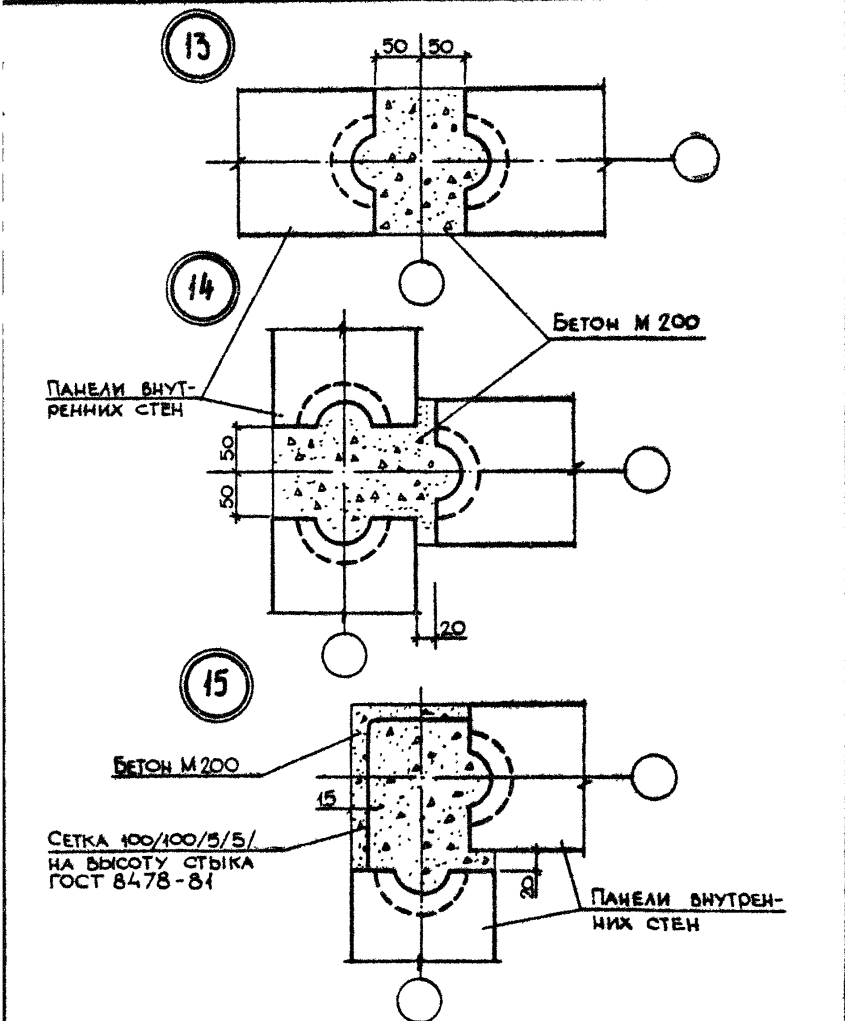 13
50 50
14
БЕТОН М 200
ПАНЕЛИ ВНУТ-
РЕННИХ СТЕН
50
50
20
15
БЕТОН М 200
15
СЕТКА 100/100/5/5/
НА ВЫСОТУ СТЫКА
ГОСТ 8478-81
20
ПАНЕЛИ ВНУТРЕН-
НИХ СТЕН